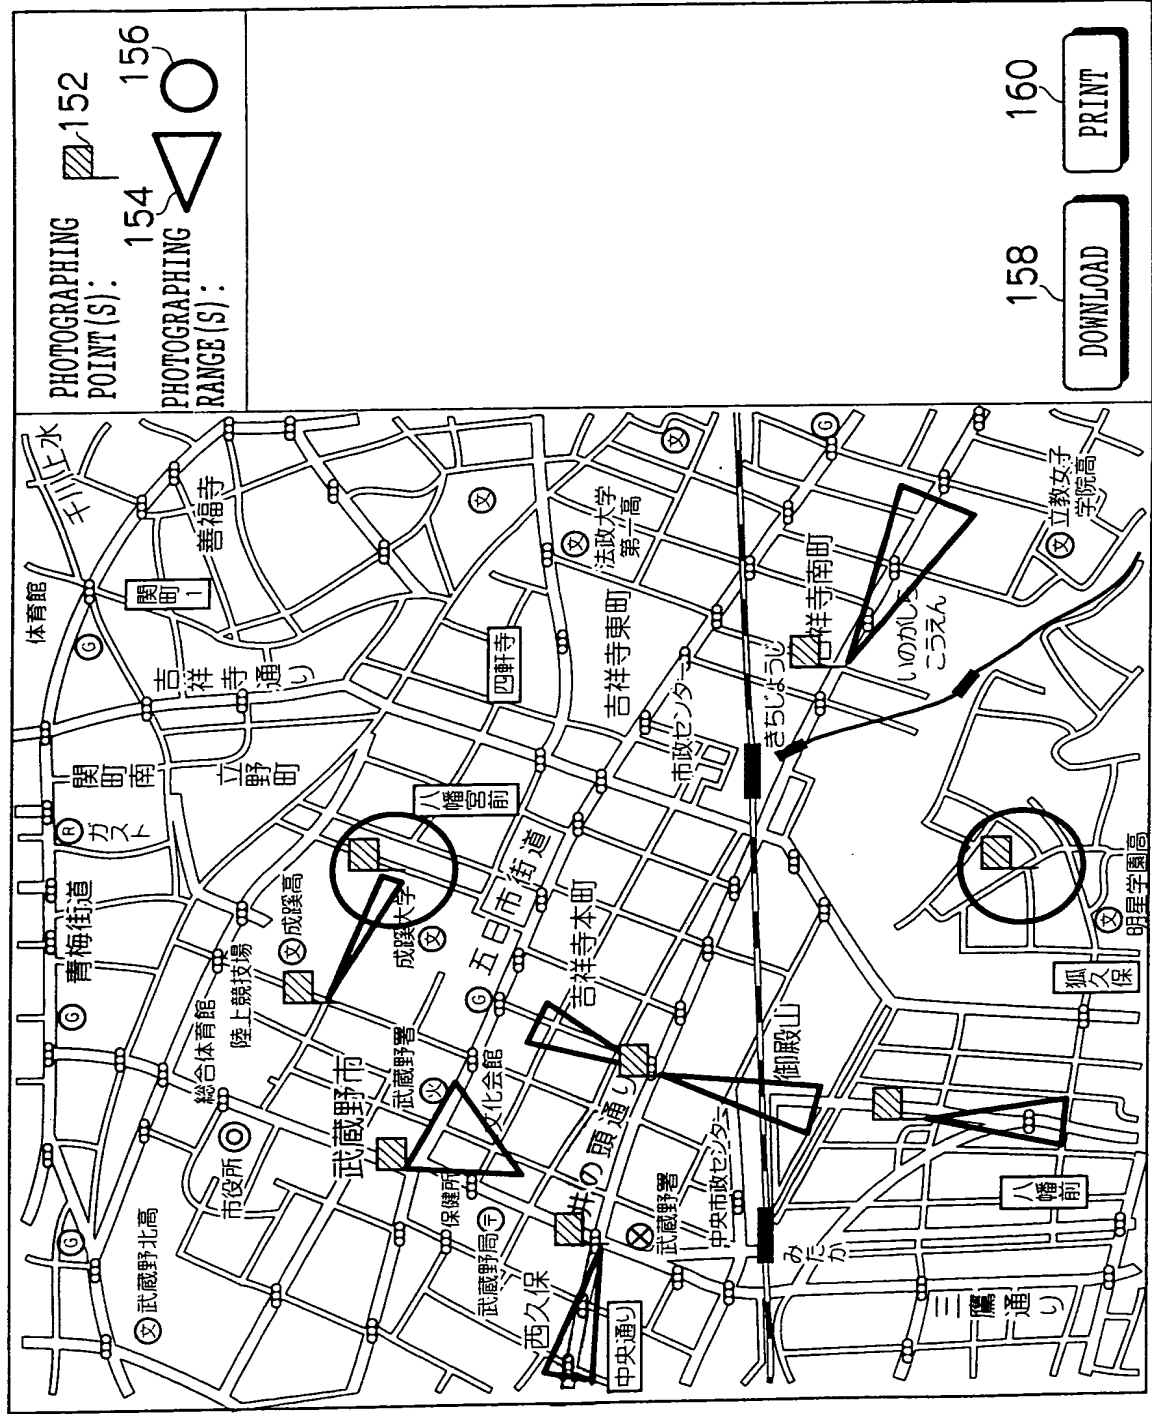 PHOTOGRAPHING
POINT(S):
152
PHOTOGRAPHING
RANGE(S):
154
156
158
DOWNLOAD
160
PRINT
千川上水
善福寺
体育館
関町1
G
吉祥寺通り
四軒寺
文
法政大学
第一高
文
文
G
吉祥寺東町
市政センター
きちじょうじ
祥寺南町
いのかしら
こうえん
文
立教女子
学院高
関町南
立野町
R
ガスト
八幡宮前
青梅街道
G
文
成蹊高
成蹊大学
文
五日市街道
吉祥寺本町
総合体育館
陸上競技場
G
武蔵野市
武蔵野署
火
文化会館
井の頭通り
御殿山
文
明星学園高
狐久保
市役所
保健所
武蔵野局
〒
武蔵野署
中央市政センター
みたか
八幡前
G
文
武蔵野北高
西久保
中央通り
三鷹通り